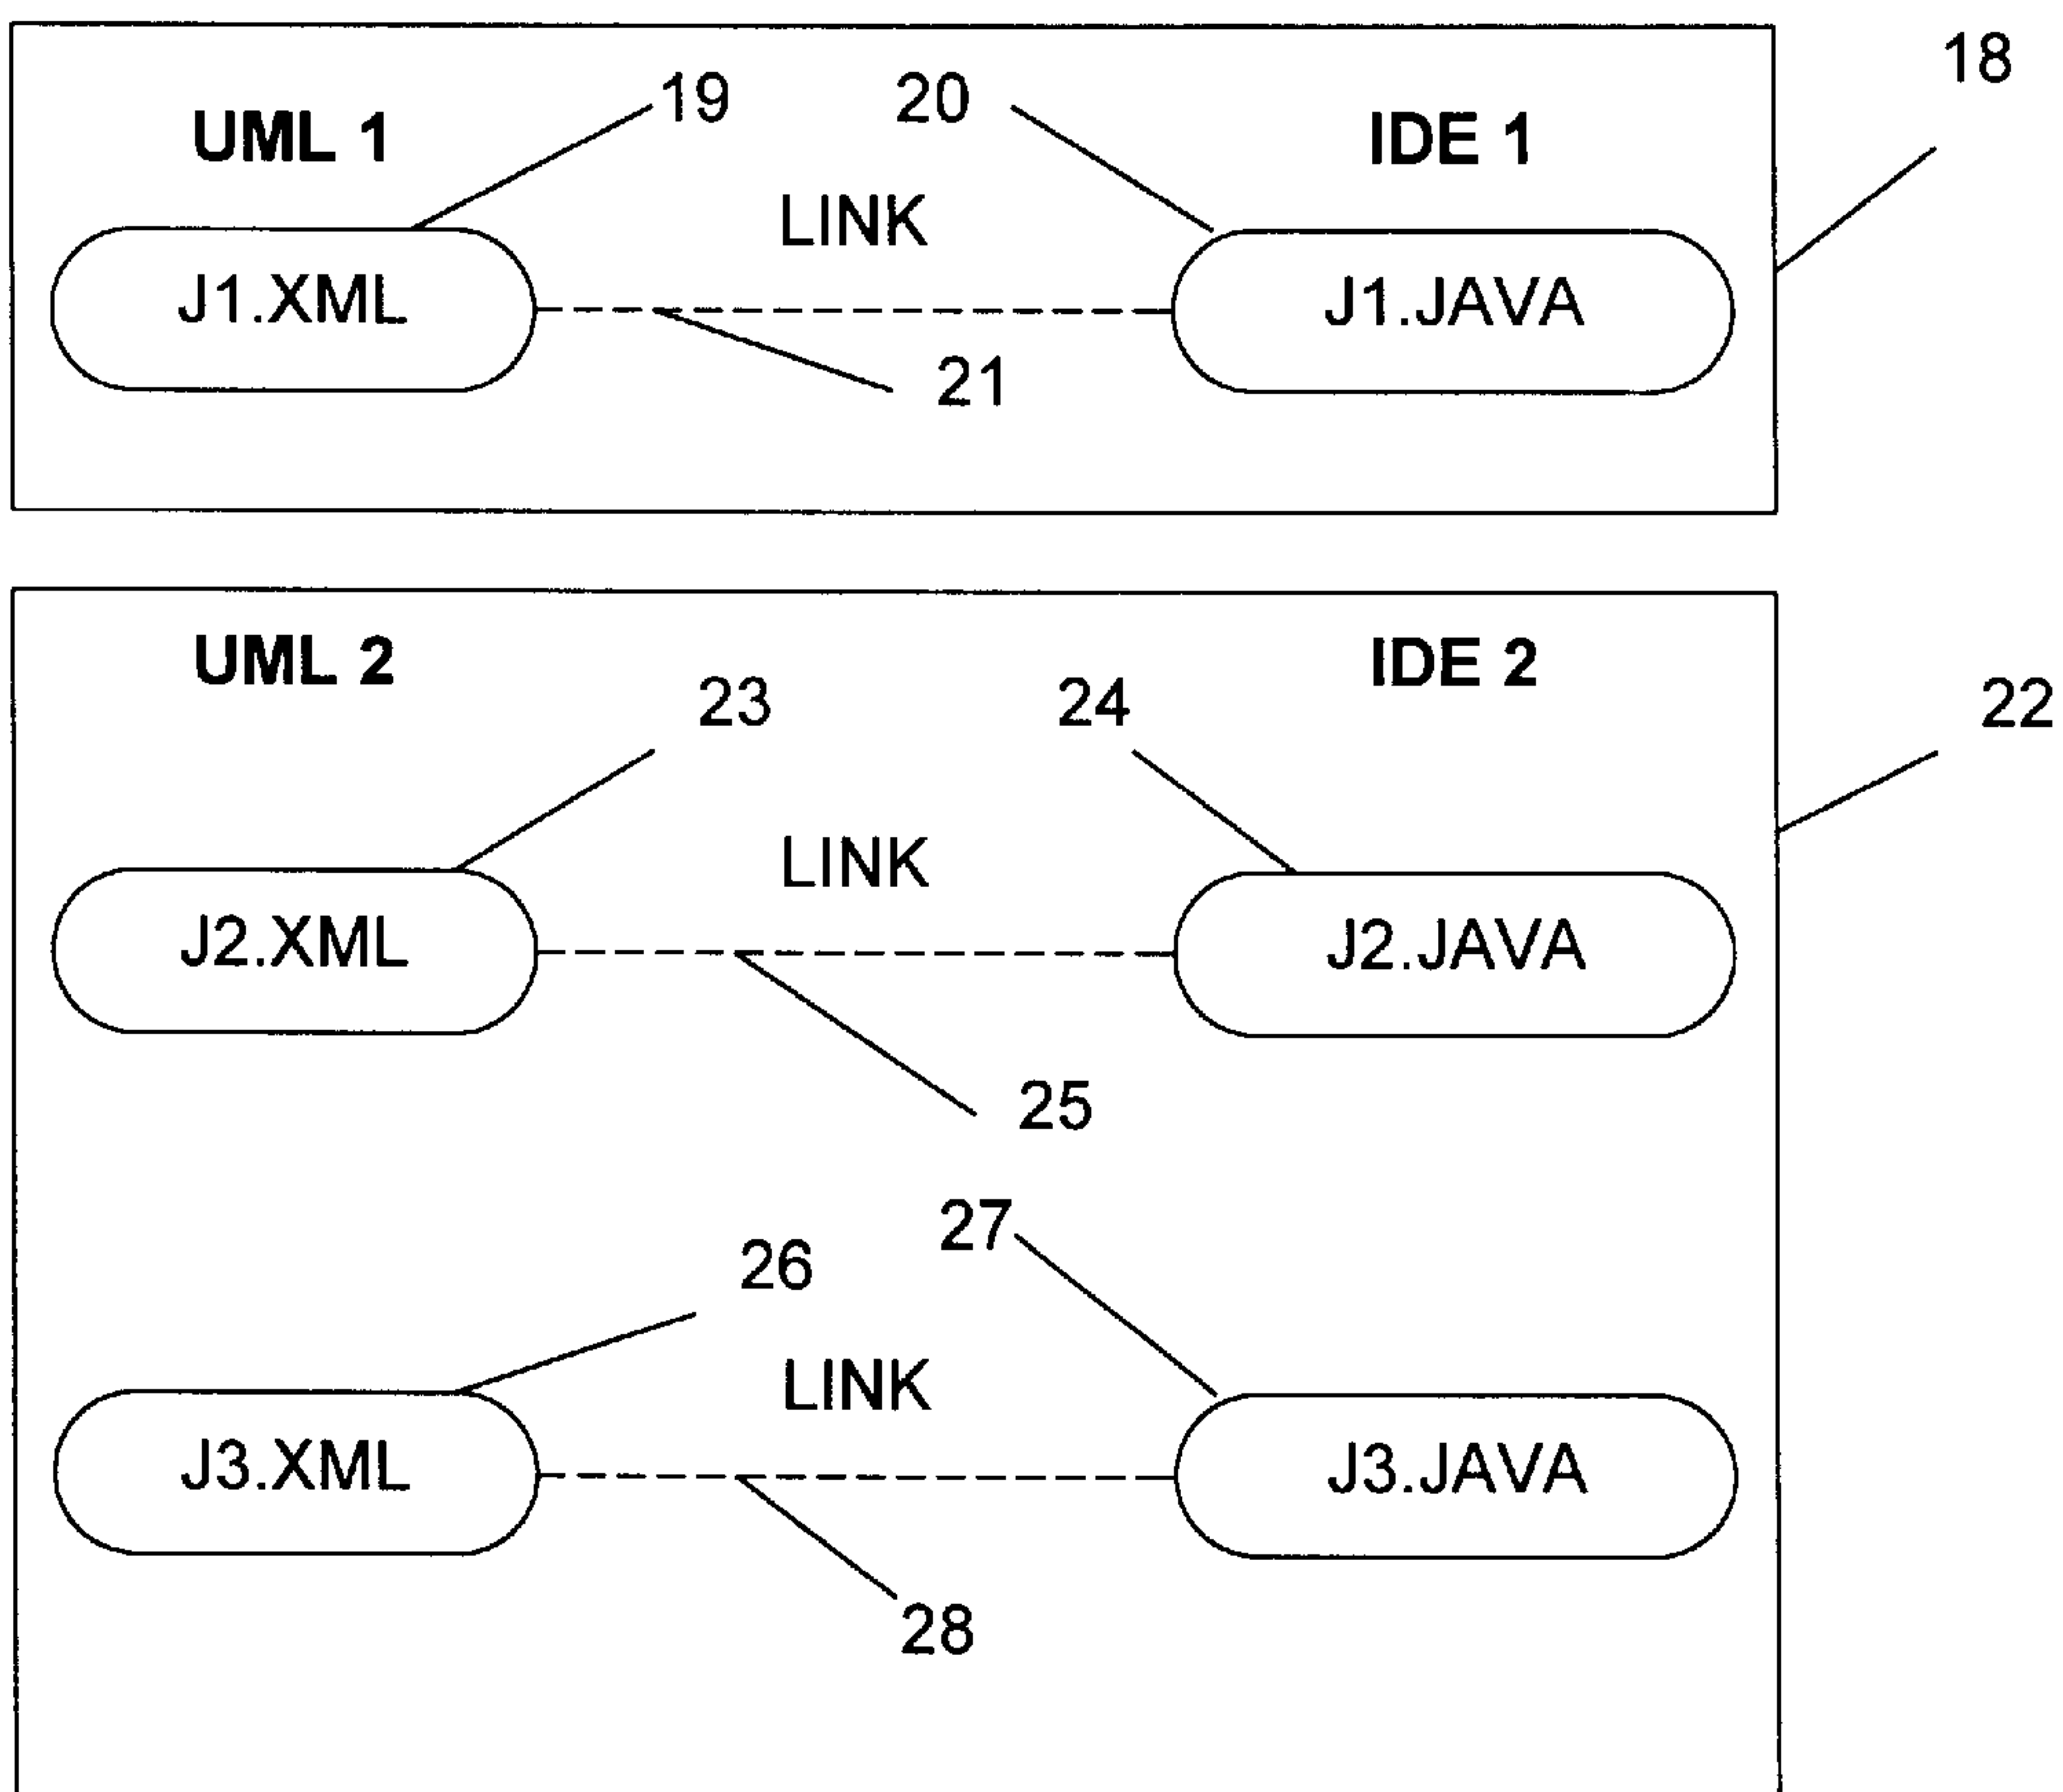 18
19 20
UML 1 IDE 1
LINK
J1.XML J1.JAVA
21
UML 2 IDE 2
23 24 22
LINK
J2.XML J2.JAVA
25
27
26
LINK
J3.XML J3.JAVA
28